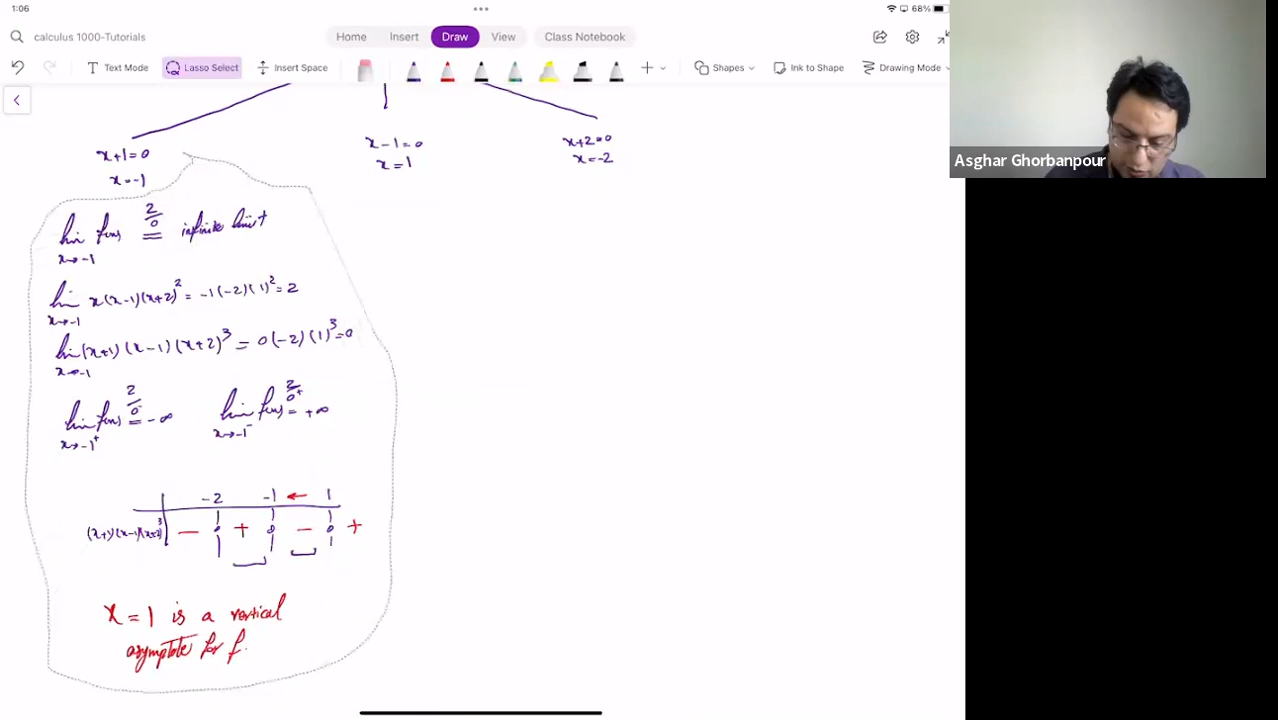 1:06
68%
calculus 1000-Tutorials
Home Insert Draw View Class Notebook
Text Mode Lasso Select Insert Space Shapes Ink to Shape Drawing Mode
x+1=0
x=-1
x-1=0
x=1
x+2=0
x=-2
Asghar Ghorbanpour
lim x→-1 f(x) 2/0 = infinite limit
lim x→-1 x(x-1)(x+2)^2 = -1(-2)(1)^2 = 2
lim x→-1 (x+1)(x-1)(x+2)^3 = 0(-2)(1)^3 = 0
lim x→-1^+ f(x) 2/0^- = -∞ lim x→-1^- f(x) 2/0^+ = +∞
-2 -1 ← 1
(x+1)(x-1)(x+2)^3 − 0 + 0 − 0 +
x = 1 is a vertical
asymptote for f.